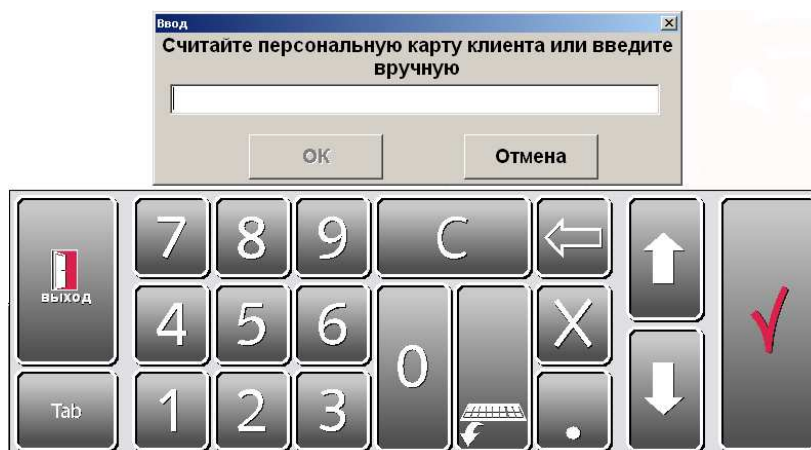 Ввод
Считайте персональную карту клиента или введите
вручную
ОК
Отмена
7 8 9 C
выход
4 5 6 X
0
Tab 1 2 3 .